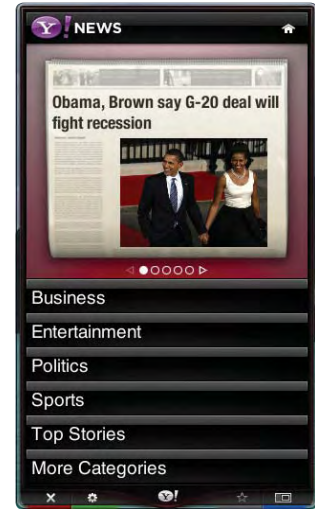 Y! NEWS
Obama, Brown say G-20 deal will
fight recession
Business
Entertainment
Politics
Sports
Top Stories
More Categories
Y!